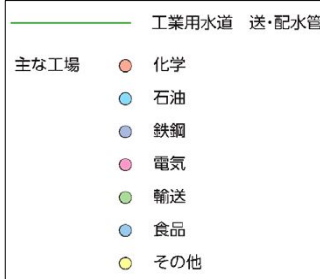 工業用水道　送・配水管
主な工場　化学
石油
鉄鋼
電気
輸送
食品
その他